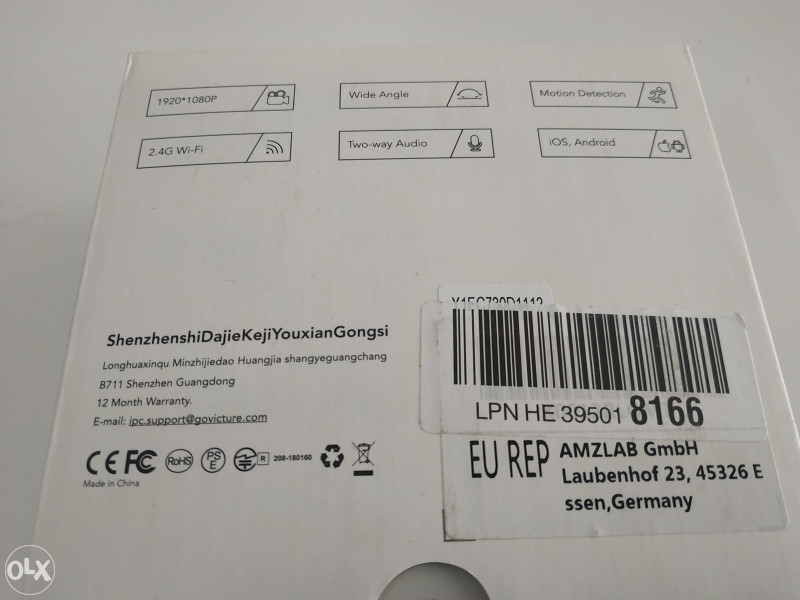 1920*1080P
Wide Angle
Motion Detection
2.4G Wi-Fi
Two-way Audio
iOS, Android
ShenzhenshiDajieKejiYouxianGongsi
Longhuaxinqu Minzhijiedao Huangjia shangyeguangchang
B711 Shenzhen Guangdong
12 Month Warranty.
E-mail: ipc.support@govicture.com
CE FC RoHS PS E R 208-180160
Made in China
LPN HE 39501 8166
EU REP AMZLAB GmbH
Laubenhof 23, 45326 E
ssen,Germany
OLX